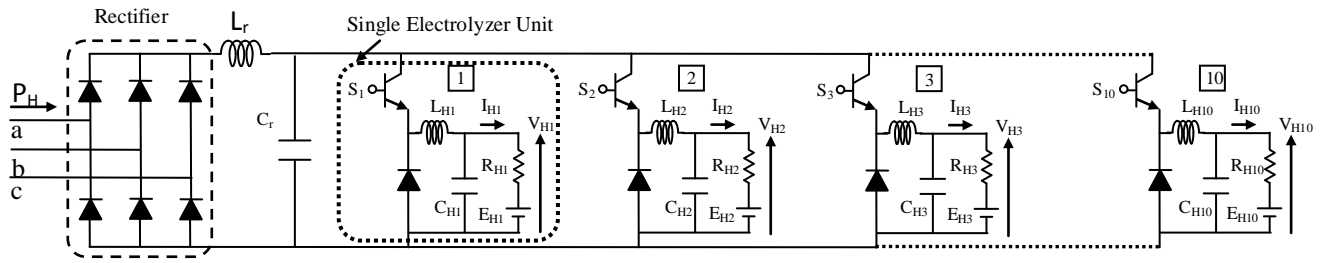 Rectifier
Lr
Single Electrolyzer Unit
PH
a
b
c
Cr
S1
1
LH1
IH1
VH1
RH1
CH1
EH1
S2
2
LH2
IH2
VH2
RH2
CH2
EH2
S3
3
LH3
IH3
VH3
RH3
CH3
EH3
S10
10
LH10
IH10
VH10
RH10
CH10
EH10